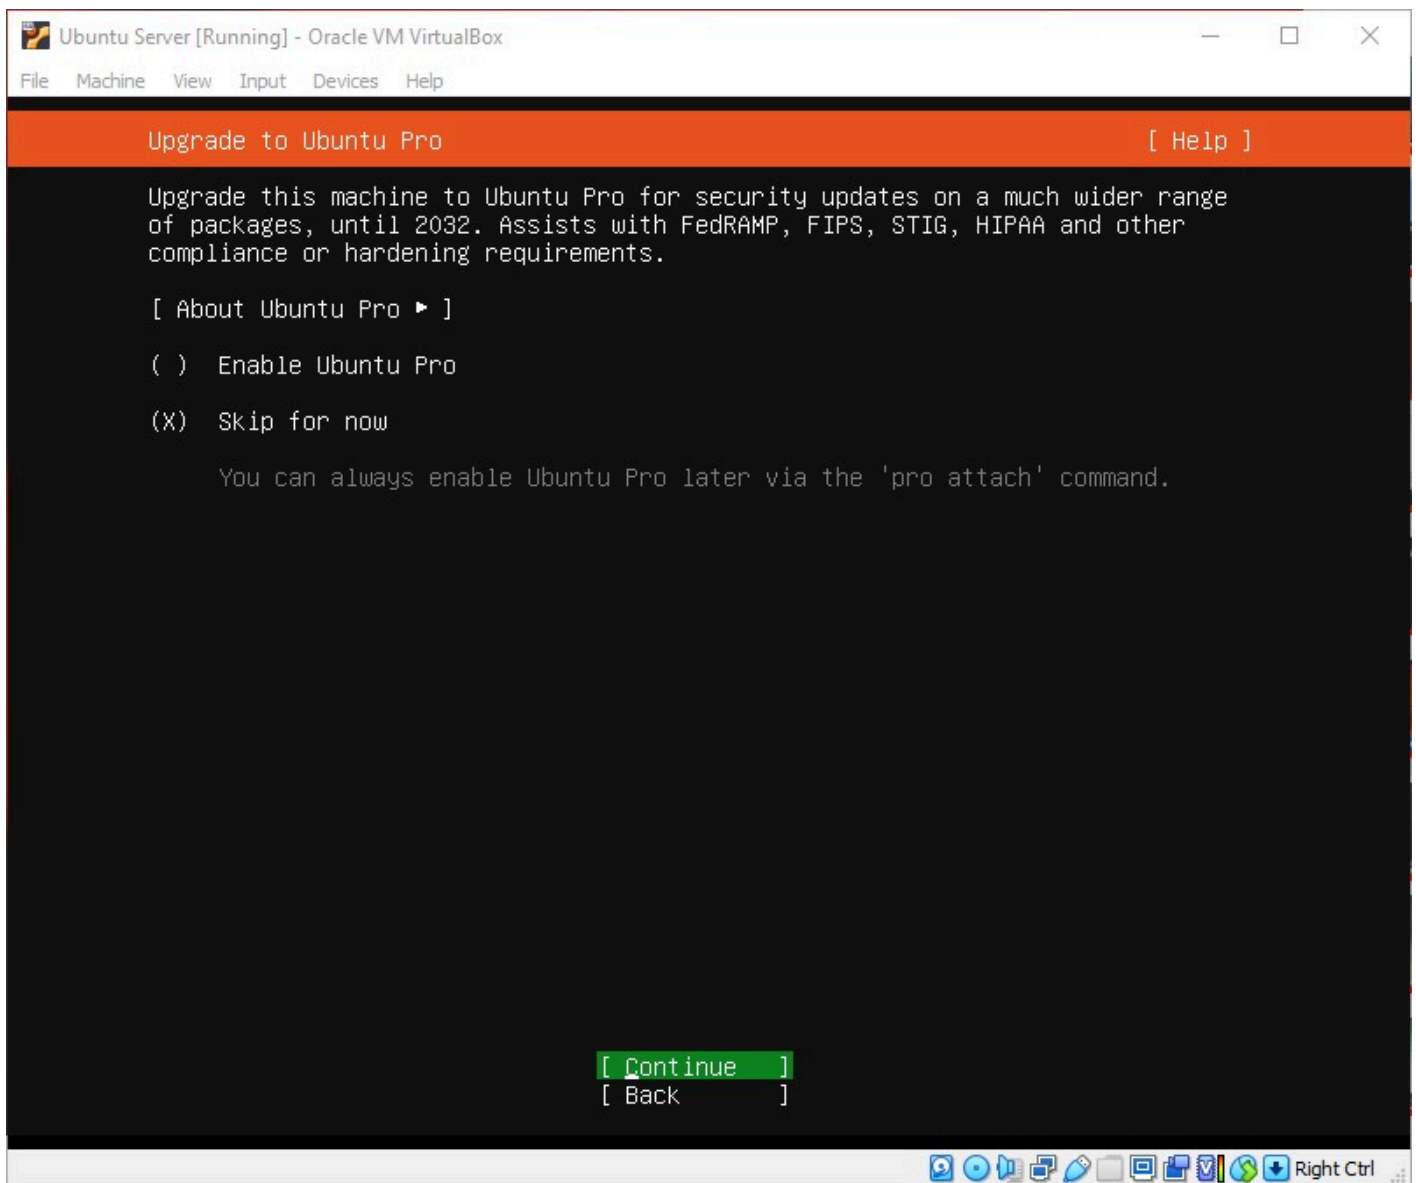 Ubuntu Server [Running] - Oracle VM VirtualBox
File Machine View Input Devices Help
Upgrade to Ubuntu Pro [ Help ]
Upgrade this machine to Ubuntu Pro for security updates on a much wider range
of packages, until 2032. Assists with FedRAMP, FIPS, STIG, HIPAA and other
compliance or hardening requirements.
[ About Ubuntu Pro ► ]
( ) Enable Ubuntu Pro
(X) Skip for now
You can always enable Ubuntu Pro later via the 'pro attach' command.
[ Continue ]
[ Back ]
Right Ctrl